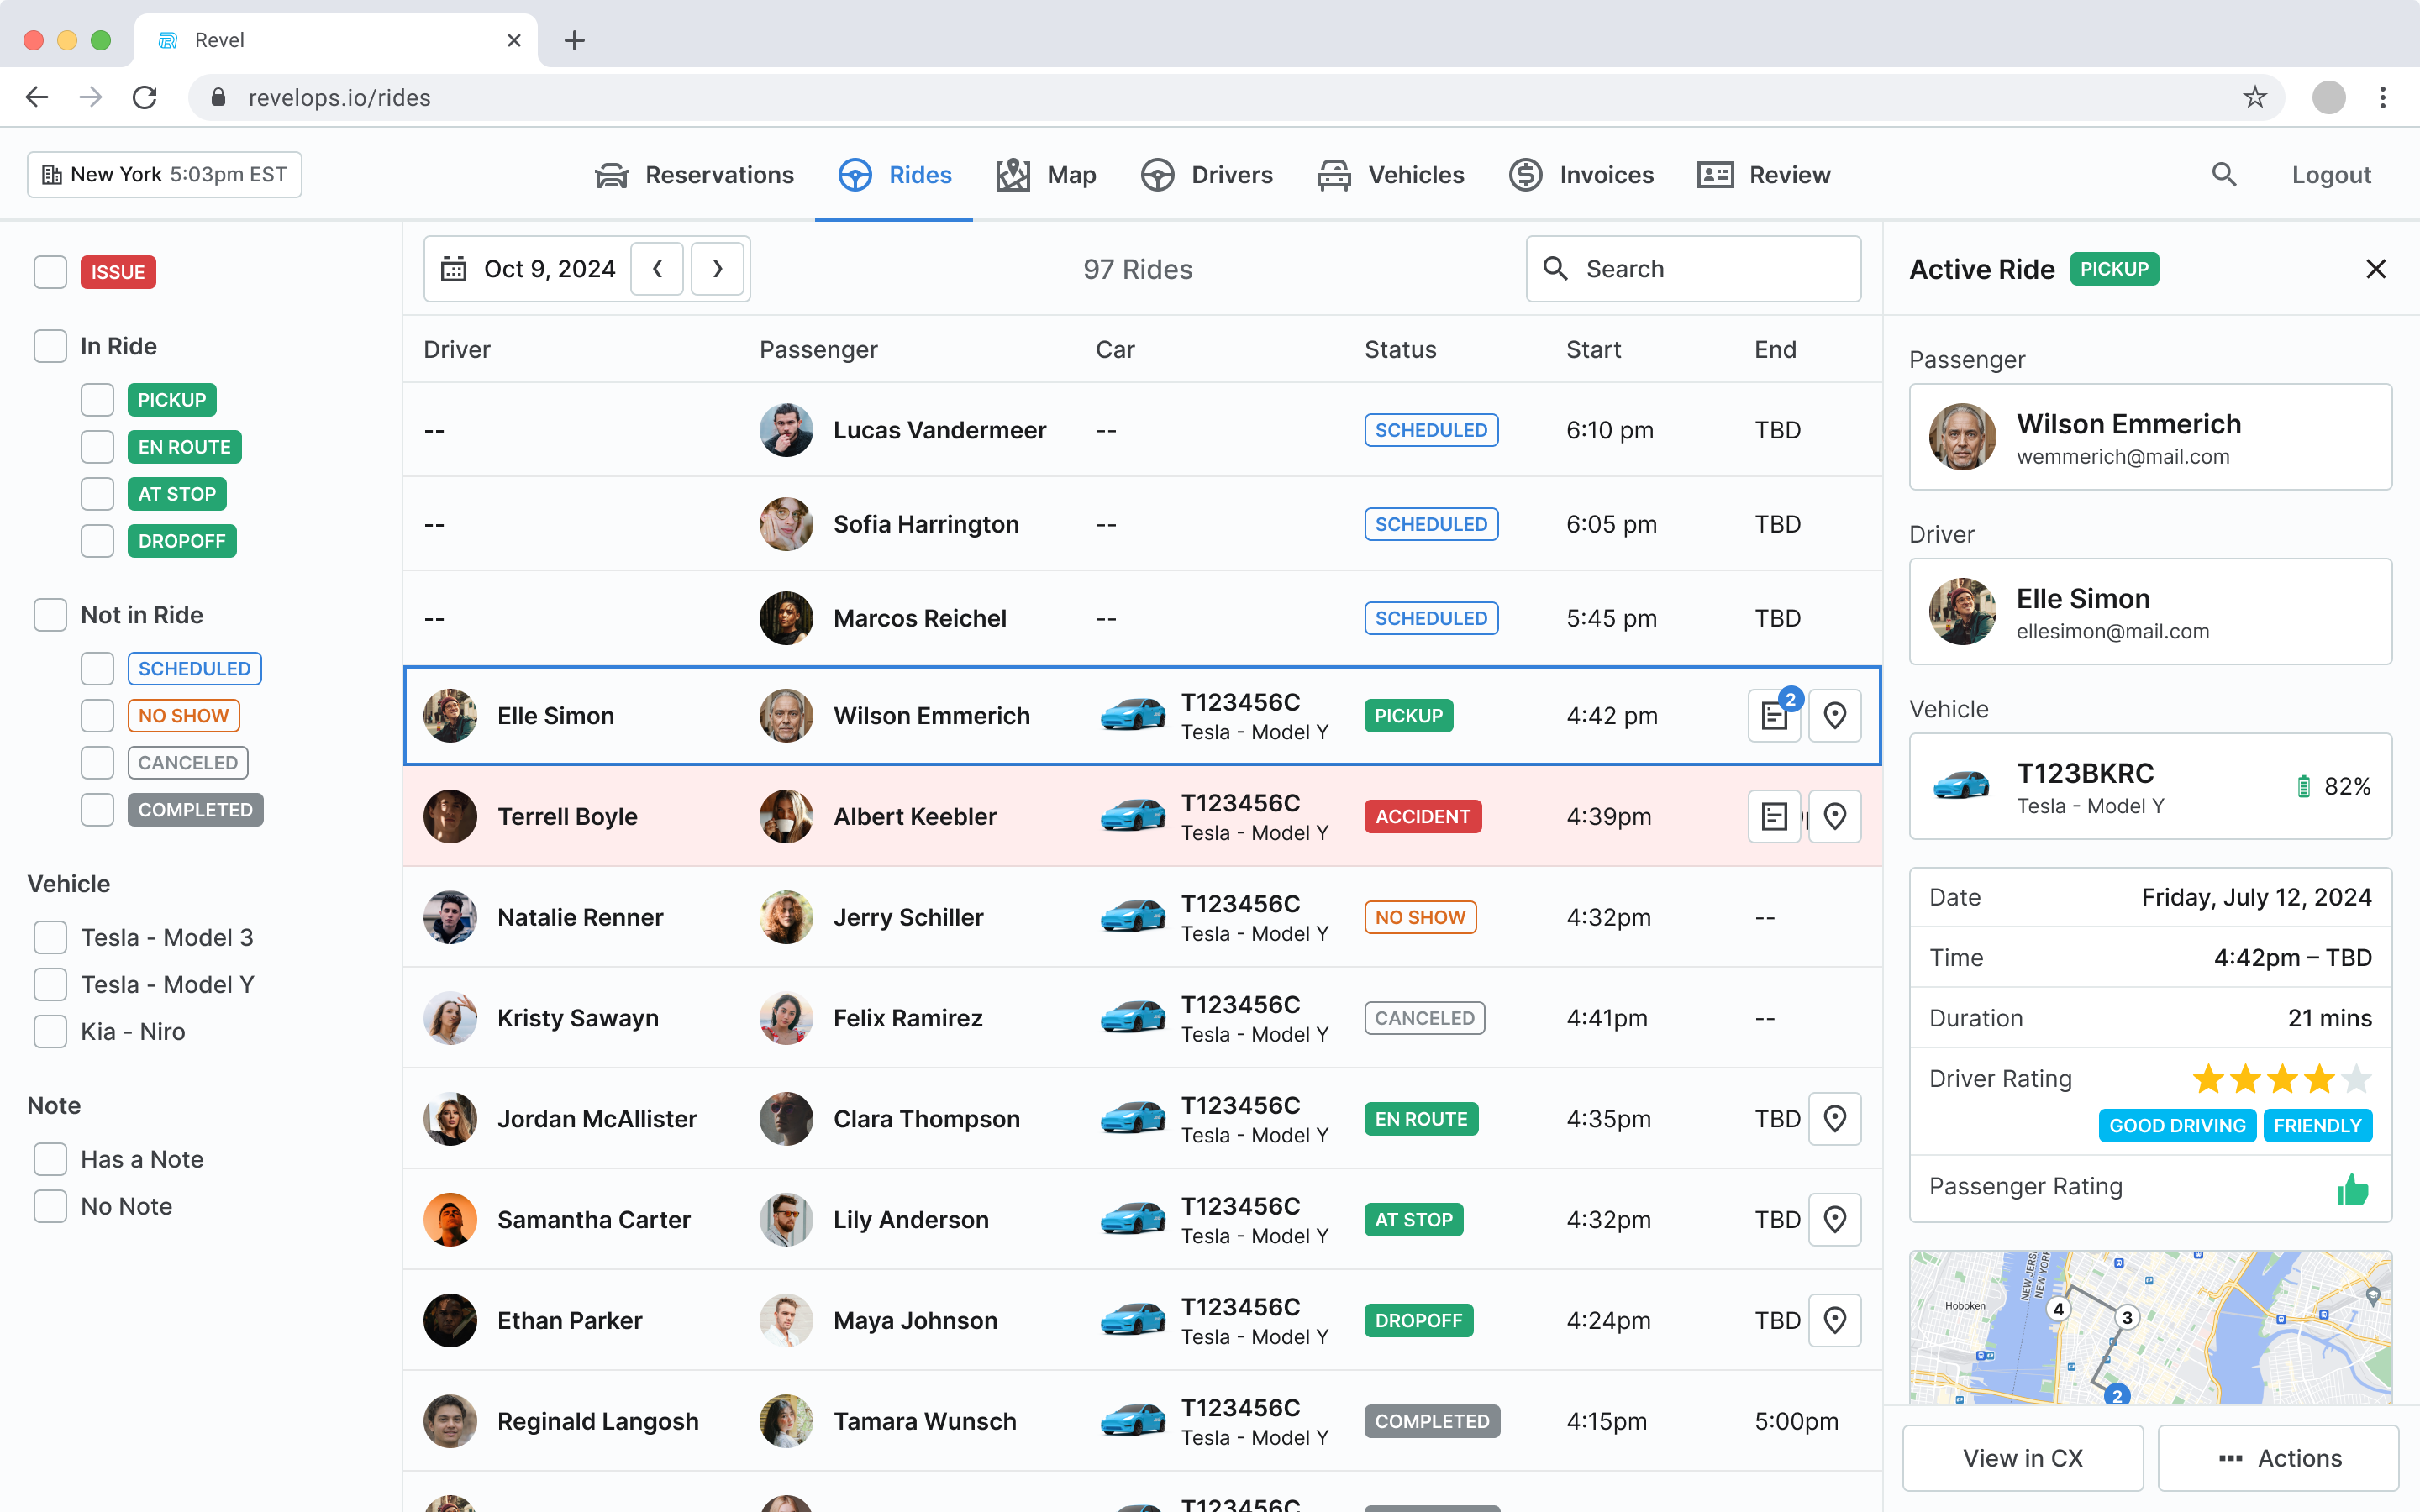 Revel
revelops.io/rides
New York 5:03pm EST
Reservations
Rides
Map
Drivers
Vehicles
Invoices
Review
Logout
ISSUE
In Ride
PICKUP
EN ROUTE
AT STOP
DROPOFF
Not in Ride
SCHEDULED
NO SHOW
CANCELED
COMPLETED
Vehicle
Tesla - Model 3
Tesla - Model Y
Kia - Niro
Note
Has a Note
No Note
Oct 9, 2024
97 Rides
Search
Driver Passenger Car Status Start End
-- Lucas Vandermeer -- SCHEDULED 6:10 pm TBD
-- Sofia Harrington -- SCHEDULED 6:05 pm TBD
-- Marcos Reichel -- SCHEDULED 5:45 pm TBD
Elle Simon Wilson Emmerich T123456C PICKUP 4:42 pm 2
Tesla - Model Y
Terrell Boyle Albert Keebler T123456C ACCIDENT 4:39pm
Tesla - Model Y
Natalie Renner Jerry Schiller T123456C NO SHOW 4:32pm --
Tesla - Model Y
Kristy Sawayn Felix Ramirez T123456C CANCELED 4:41pm --
Tesla - Model Y
Jordan McAllister Clara Thompson T123456C EN ROUTE 4:35pm TBD
Tesla - Model Y
Samantha Carter Lily Anderson T123456C AT STOP 4:32pm TBD
Tesla - Model Y
Ethan Parker Maya Johnson T123456C DROPOFF 4:24pm TBD
Tesla - Model Y
Reginald Langosh Tamara Wunsch T123456C COMPLETED 4:15pm 5:00pm
Tesla - Model Y
T123456C
Active Ride PICKUP
Passenger
Wilson Emmerich
wemmerich@mail.com
Driver
Elle Simon
ellesimon@mail.com
Vehicle
T123BKRC
Tesla - Model Y
82%
Date Friday, July 12, 2024
Time 4:42pm – TBD
Duration 21 mins
Driver Rating
GOOD DRIVING FRIENDLY
Passenger Rating
NEW JERS
NEW YORK
Hoboken
4
3
2
View in CX
Actions